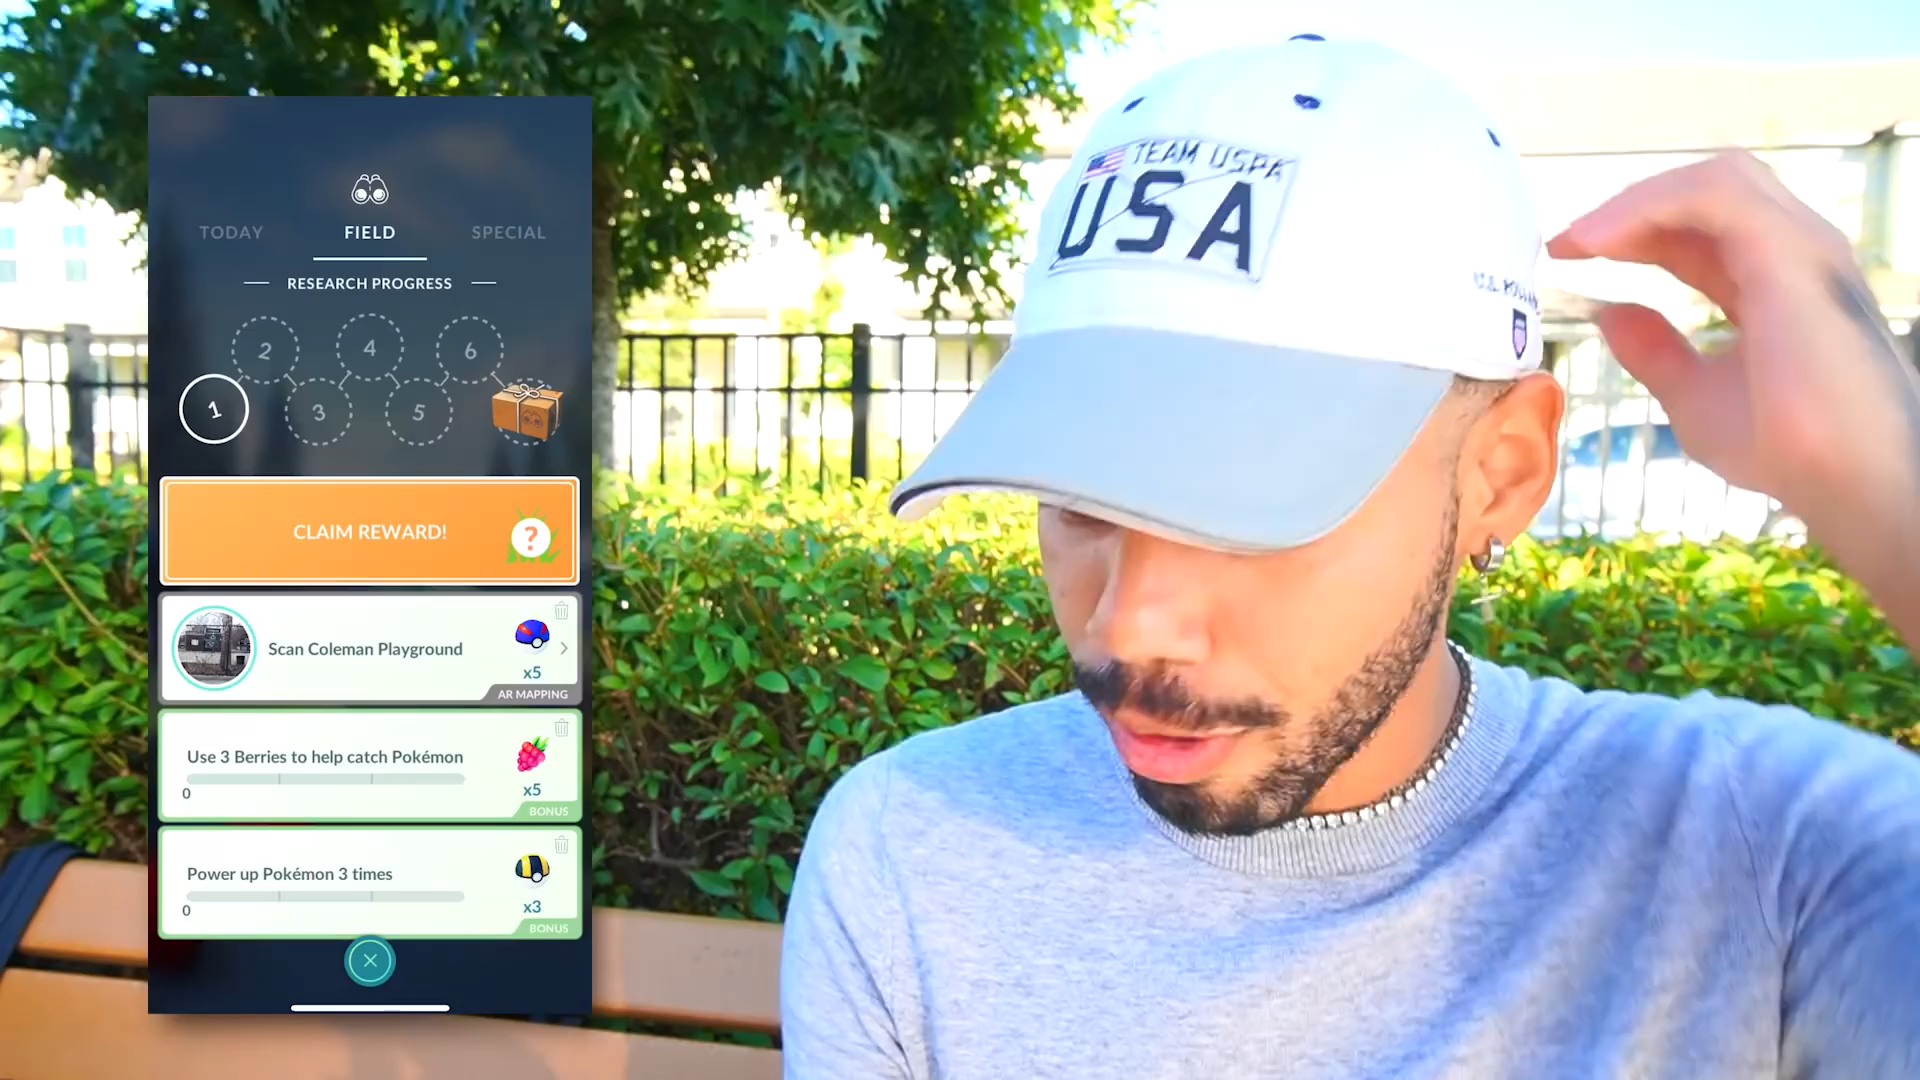 TODAY FIELD SPECIAL
RESEARCH PROGRESS
2 4 6
1 3 5
CLAIM REWARD!
?
Scan Coleman Playground
x5
AR MAPPING
Use 3 Berries to help catch Pokémon
0
x5
BONUS
Power up Pokémon 3 times
0
x3
BONUS
TEAM USPA
USA
U.S.